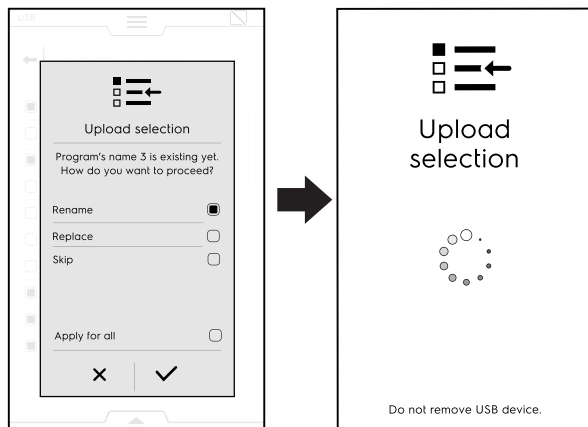 USB
Upload selection
Program's name 3 is existing yet.
How do you want to proceed?
Rename
Replace
Skip
Apply for all
Upload
selection
Do not remove USB device.